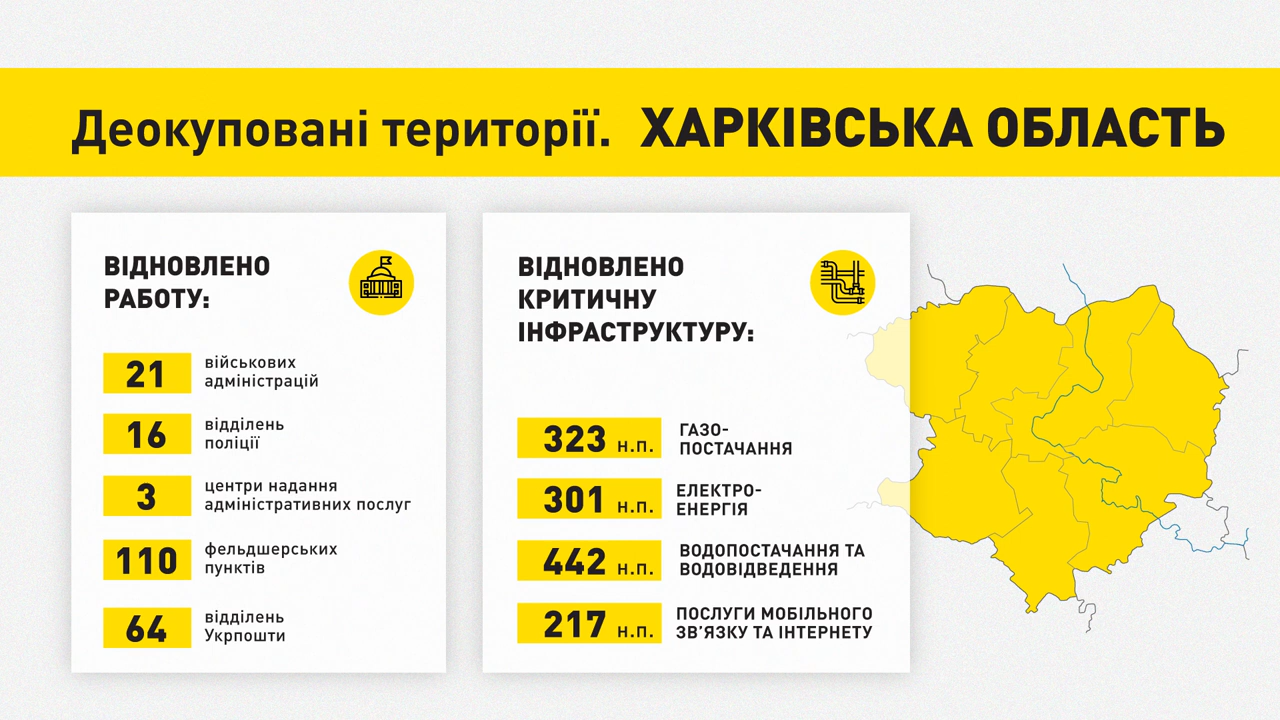 Деокуповані території. ХАРКІВСЬКА ОБЛАСТЬ
ВІДНОВЛЕНО
РАБОТУ:
21
військових
адміністрацій
16
відділень
поліції
3
центри надання
адміністративних послуг
110
фельдшерських
пунктів
64
відділень
Укрпошти
ВІДНОВЛЕНО
КРИТИЧНУ
ІНФРАСТРУКТУРУ:
323 н.п.
ГАЗО-
ПОСТАЧАННЯ
301 н.п.
ЕЛЕКТРО-
ЕНЕРГІЯ
442 н.п.
ВОДОПОСТАЧАННЯ ТА
ВОДОВІДВЕДЕННЯ
217 н.п.
ПОСЛУГИ МОБІЛЬНОГО
ЗВ'ЯЗКУ ТА ІНТЕРНЕТУ